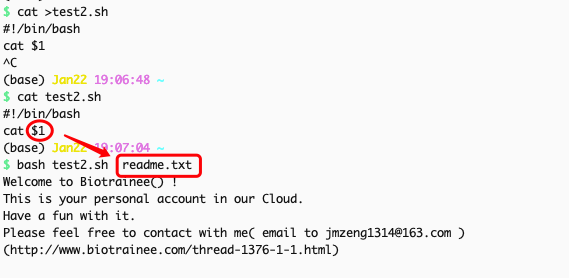 $ cat >test2.sh
#!/bin/bash
cat $1
^C
(base) Jan22 19:06:48 ~
$ cat test2.sh
#!/bin/bash
cat $1
(base) Jan22 19:07:04 ~
$ bash test2.sh readme.txt
Welcome to Biotrainee() !
This is your personal account in our Cloud.
Have a fun with it.
Please feel free to contact with me( email to jmzeng1314@163.com )
(http://www.biotrainee.com/thread-1376-1-1.html)